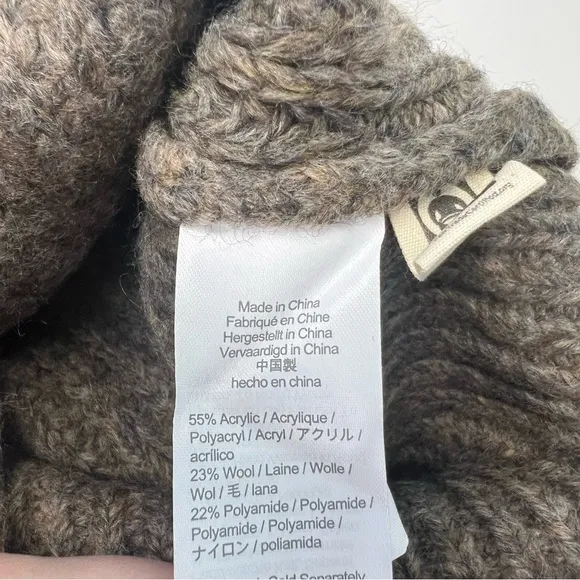 Made in China
Fabriqué en Chine
Hergestellt in China
Vervaardigd in China
中国製
hecho en china
55% Acrylic / Acrylique /
Polyacryl / Acryl / アクリル /
acrílico
23% Wool / Laine / Wolle /
Wol / 毛 / lana
22% Polyamide / Polyamide /
Polyamide / Polyamide /
ナイロン / poliamida
Cold Separately